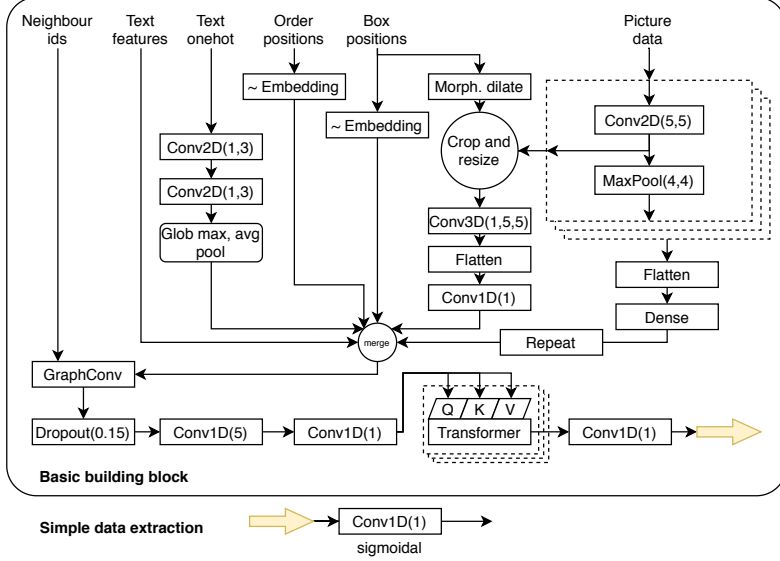 Neighbour ids
Text features
Text onehot
Order positions
Box positions
Picture data
~ Embedding
Morph. dilate
~ Embedding
Conv2D(5,5)
Conv2D(1,3)
Crop and resize
MaxPool(4,4)
Conv2D(1,3)
Glob max, avg pool
Conv3D(1,5,5)
Flatten
Flatten
Conv1D(1)
Dense
merge
Repeat
GraphConv
Q K V
Dropout(0.15)
Conv1D(5)
Conv1D(1)
Transformer
Conv1D(1)
Basic building block
Simple data extraction
Conv1D(1)
sigmoidal